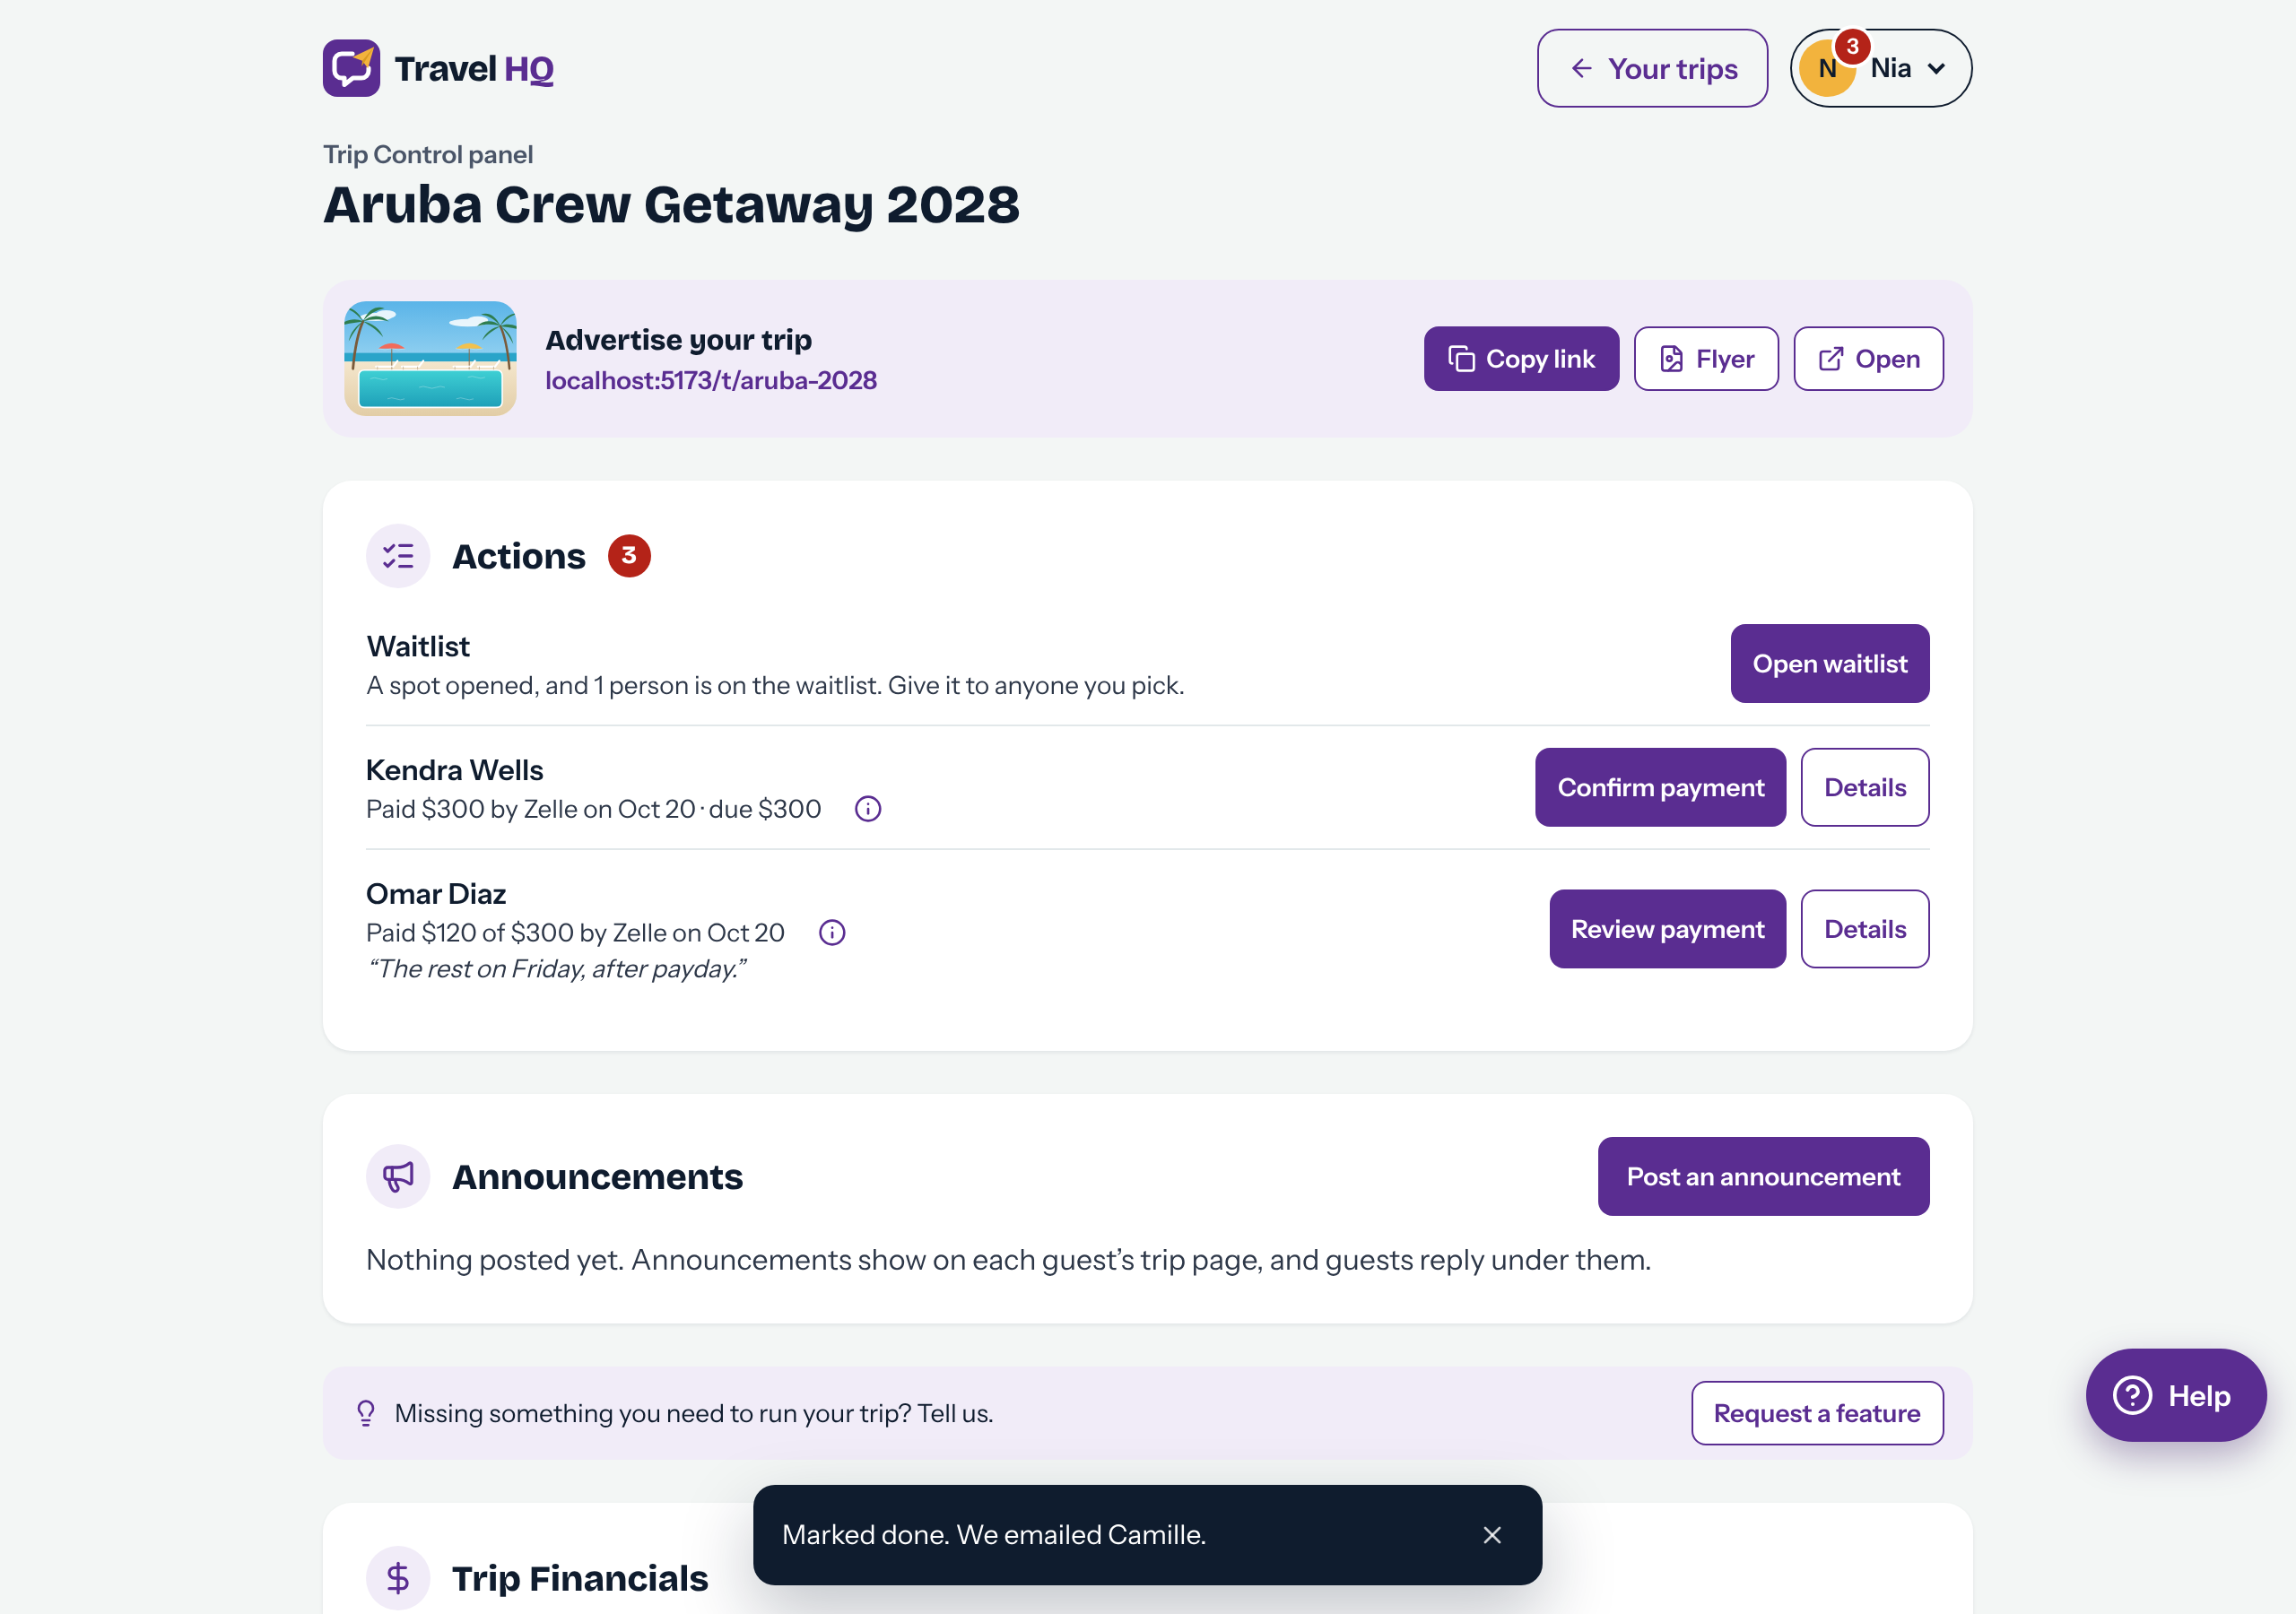 Travel HQ
Your trips
N
3
Nia
Trip Control panel
Aruba Crew Getaway 2028
Advertise your trip
localhost:5173/t/aruba-2028
Copy link
Flyer
Open
Actions
3
Waitlist
A spot opened, and 1 person is on the waitlist. Give it to anyone you pick.
Open waitlist
Kendra Wells
Paid $300 by Zelle on Oct 20 · due $300
Confirm payment
Details
Omar Diaz
Paid $120 of $300 by Zelle on Oct 20
“The rest on Friday, after payday.”
Review payment
Details
Announcements
Post an announcement
Nothing posted yet. Announcements show on each guest’s trip page, and guests reply under them.
Missing something you need to run your trip? Tell us.
Request a feature
Help
Marked done. We emailed Camille.
Trip Financials